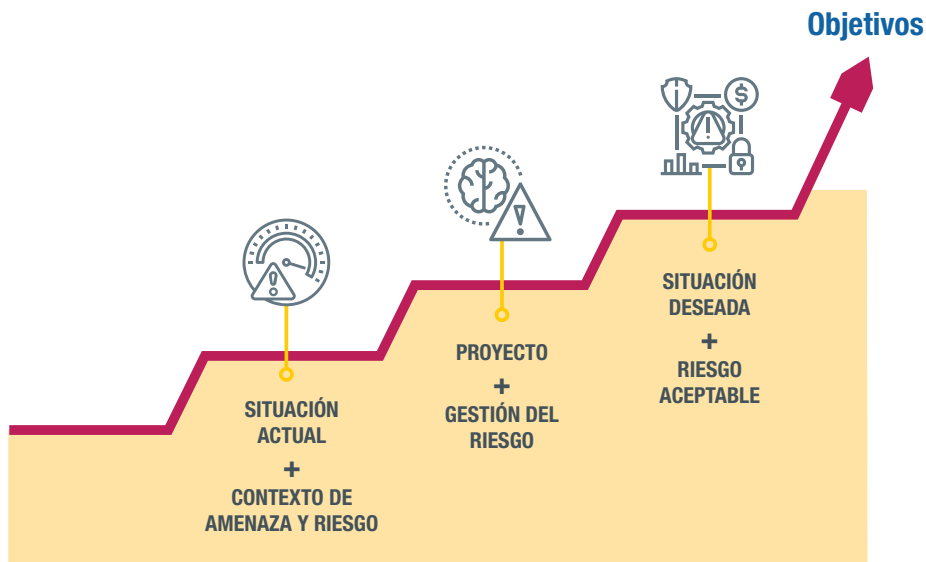 Objetivos
SITUACIÓN
ACTUAL
+
CONTEXTO DE
AMENAZA Y RIESGO
PROYECTO
+
GESTIÓN DEL
RIESGO
SITUACIÓN
DESEADA
+
RIESGO
ACEPTABLE